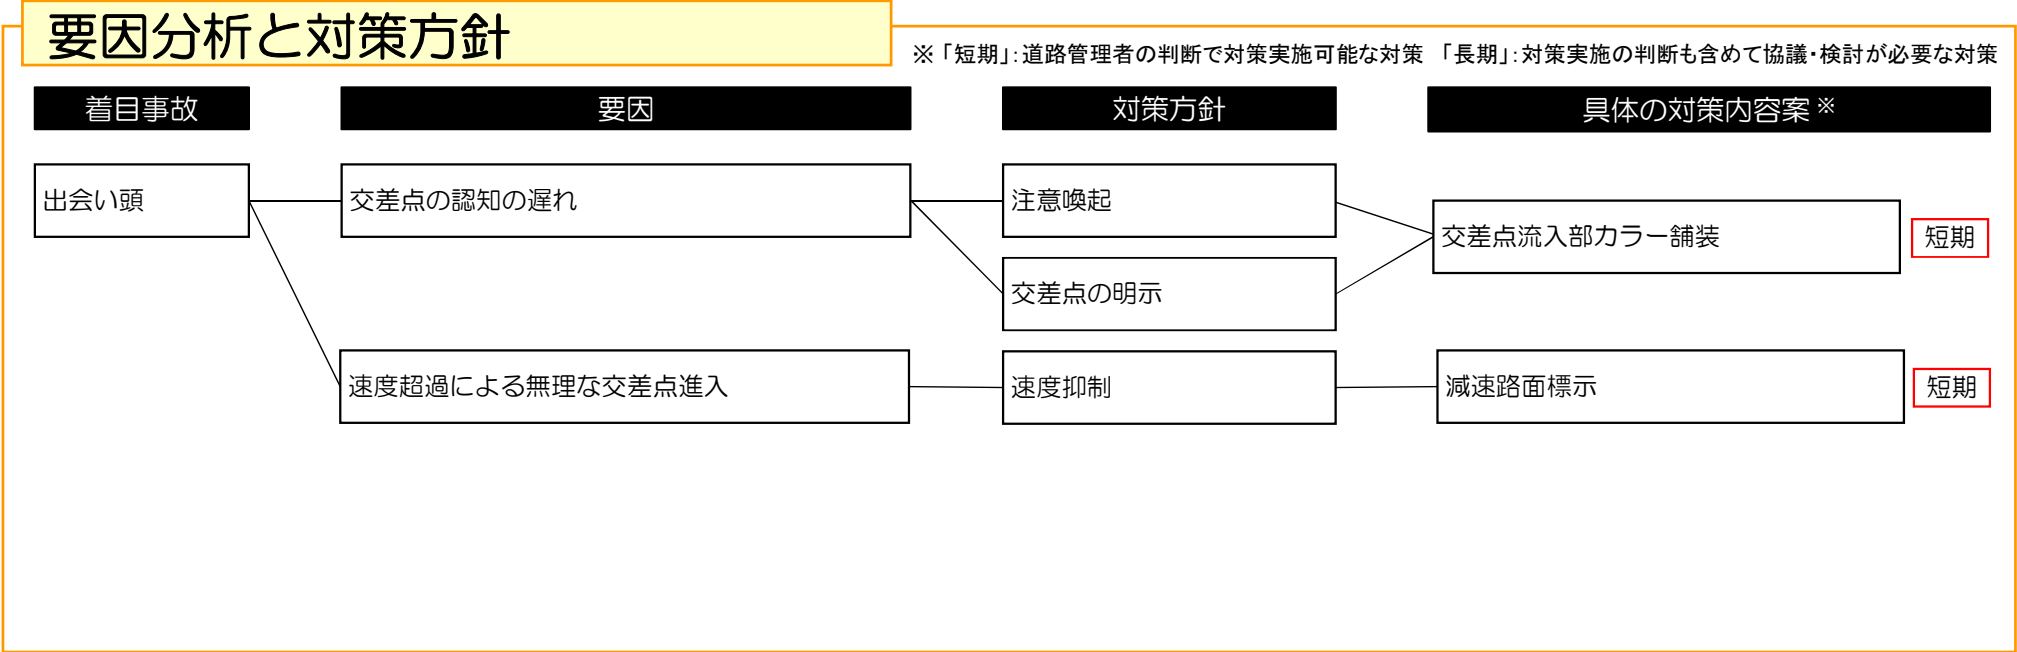 要因分析と対策方針
※「短期」：道路管理者の判断で対策実施可能な対策　「長期」：対策実施の判断も含めて協議・検討が必要な対策
着目事故
要因
対策方針
具体の対策内容案※
出会い頭
交差点の認知の遅れ
注意喚起
交差点流入部カラー舗装
短期
交差点の明示
速度超過による無理な交差点進入
速度抑制
減速路面標示
短期